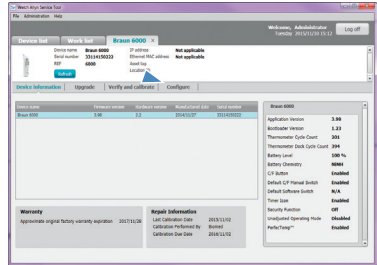 Welch Allyn Service Tool
File Administration Help
Welcome, Administrator
Tuesday 2015/11/10 15:12
Log off
Device list Work list Braun 6000 ×
Device name Braun 6000 IP address Not applicable
Serial number 33114150222 Ethernet MAC address Not applicable
REF 6000 Asset tag
Location
Refresh
Device information Upgrade Verify and calibrate Configure
Device name Firmware version Hardware version Manufactured date Serial number
Braun 6000 3.98 2.2 2014/11/27 33114150222
Braun 6000
Application Version 3.98
Bootloader Version 1.23
Thermometer Cycle Count 301
Thermometer Dock Cycle Count 394
Battery Level 100 %
Battery Chemistry NIMH
C/F Button Enabled
Default C/F Manual Switch Enabled
Default Software Switch N/A
Timer Icon Enabled
Security Function Off
Unadjusted Operating Mode Disabled
PerfecTemp™ Enabled
Warranty
Approximate original factory warranty expiration 2017/11/26
Repair Information
Last Calibration Date 2015/11/02
Calibration Performed By Biomed
Calibration Due Date 2016/11/02